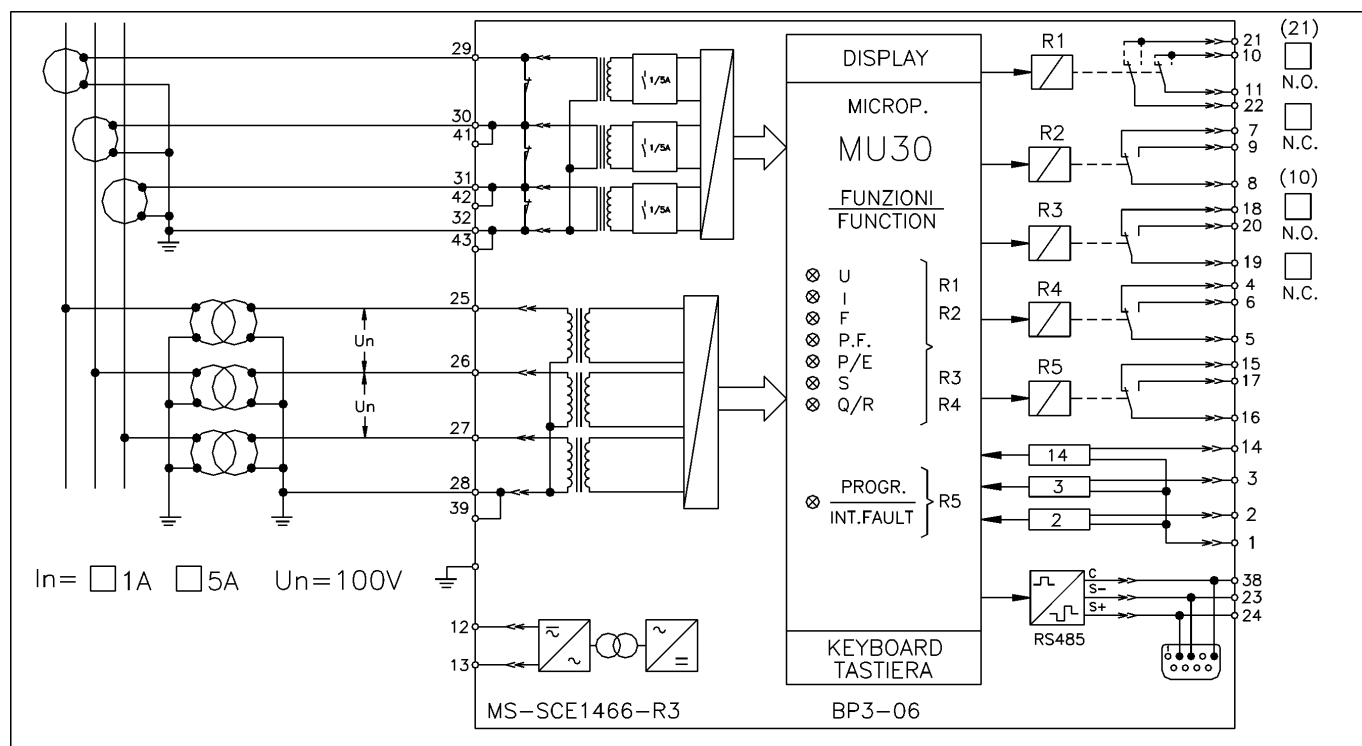 29
30
41
31
42
32
43
1/5A
1/5A
1/5A
25
Un
26
Un
27
28
39
In= 1A 5A Un=100V
12
13
MS-SCE1466-R3
BP3-06
DISPLAY
MICROP.
MU30
FUNZIONI
FUNCTION
U
I
F
P.F.
P/E
S
Q/R
R1
R2
R3
R4
PROGR.
INT.FAULT
R5
KEYBOARD
TASTIERA
R1
R2
R3
R4
R5
14
3
2
C
S-
S+
RS485
1
21
10
11
22
7
9
8
18
20
19
4
6
5
15
17
16
14
3
2
1
38
23
24
(21)
N.O.
N.C.
(10)
N.O.
N.C.